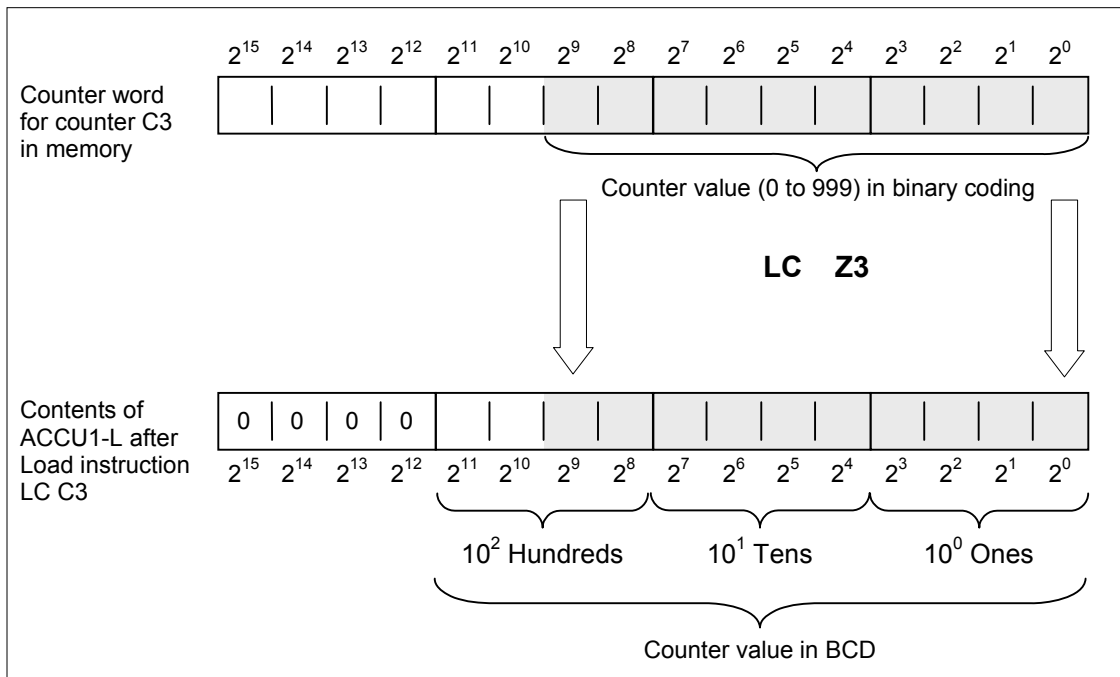 2^15 2^14 2^13 2^12 2^11 2^10 2^9 2^8 2^7 2^6 2^5 2^4 2^3 2^2 2^1 2^0
Counter word
for counter C3
in memory
Counter value (0 to 999) in binary coding
LC Z3
Contents of
ACCU1-L after
Load instruction
LC C3
0 0 0 0
2^15 2^14 2^13 2^12 2^11 2^10 2^9 2^8 2^7 2^6 2^5 2^4 2^3 2^2 2^1 2^0
10^2 Hundreds 10^1 Tens 10^0 Ones
Counter value in BCD